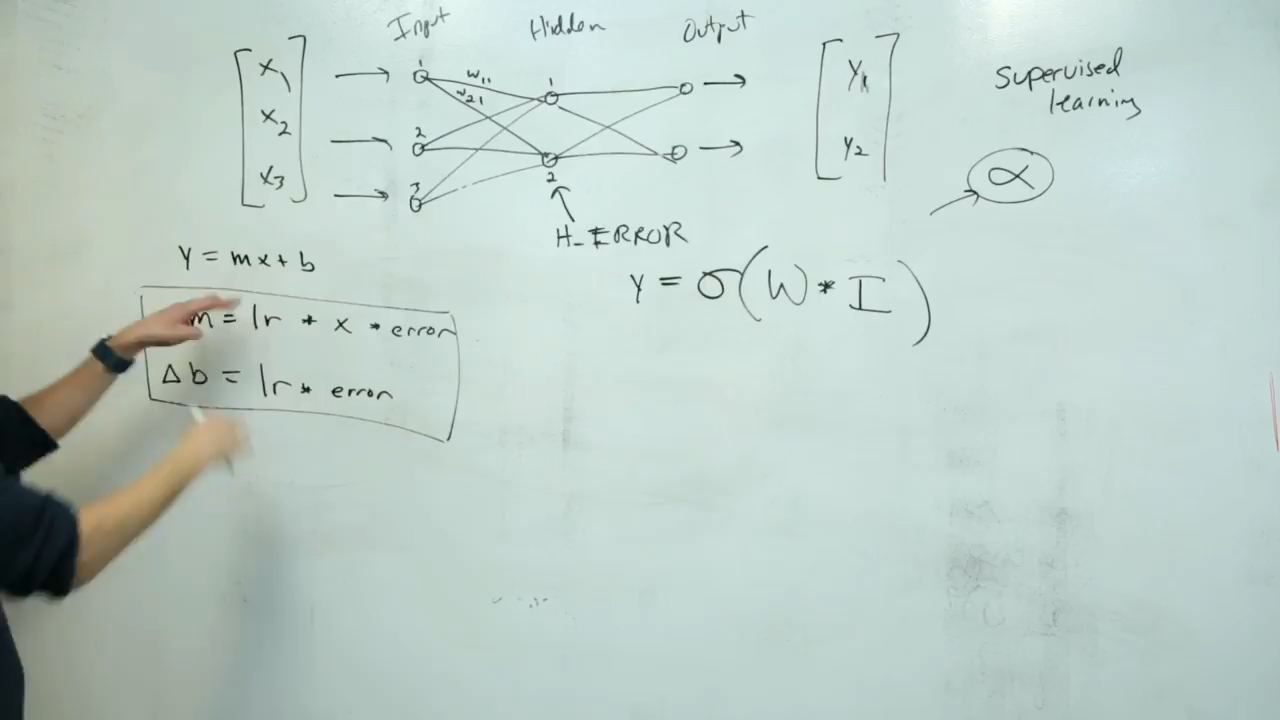 Input Hidden Output
x1
x2
x3
1
2
3
w11
w21
1
2
H_ERROR
y1
y2
Supervised
learning
α
y = mx + b
m = lr * x * error
Δb = lr * error
Y = σ(W * I)